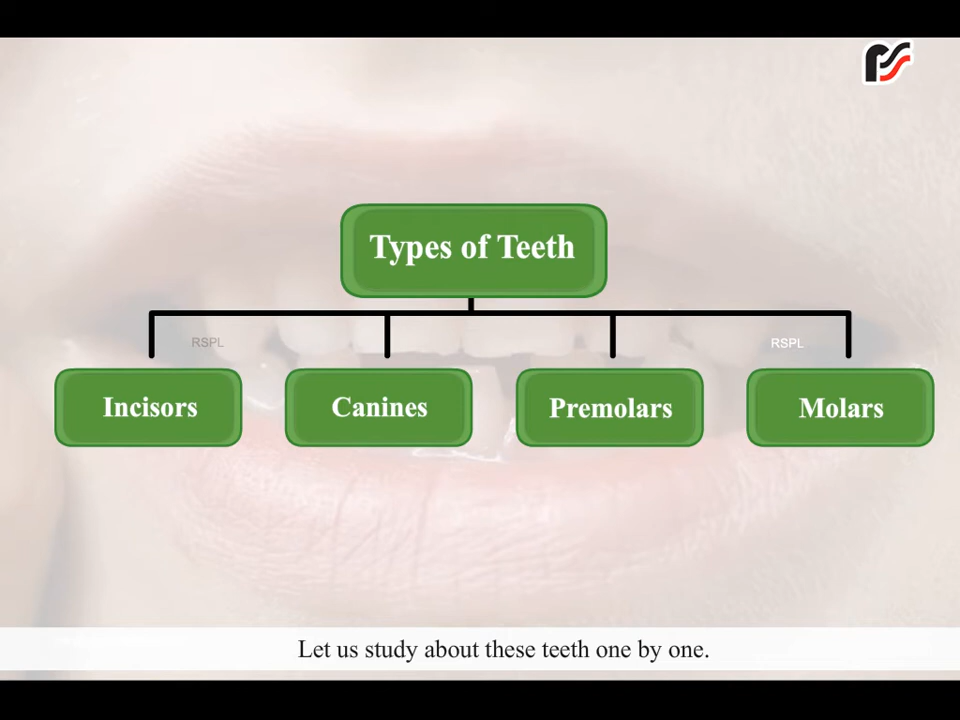 Types of Teeth
RSPL
RSPL
Incisors
Canines
Premolars
Molars
Let us study about these teeth one by one.